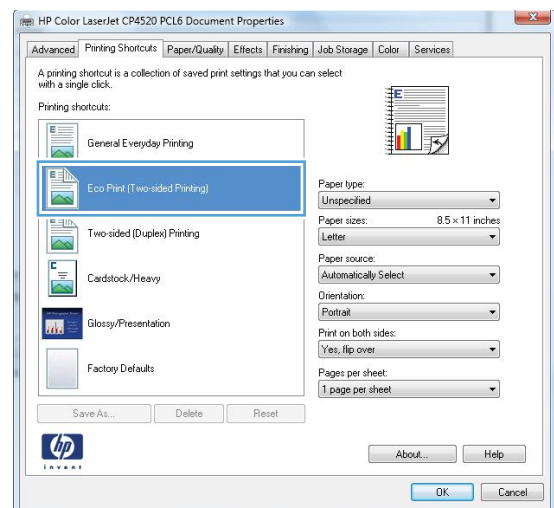 HP Color LaserJet CP4520 PCL6 Document Properties
Advanced Printing Shortcuts Paper/Quality Effects Finishing Job Storage Color Services
A printing shortcut is a collection of saved print settings that you can select
with a single click.
Printing shortcuts:
General Everyday Printing
Eco Print (Two-sided Printing)
Two-sided (Duplex) Printing
Cardstock/Heavy
Glossy/Presentation
Factory Defaults
Save As... Delete Reset
E
Paper type:
Unspecified
Paper sizes: 8.5 × 11 inches
Letter
Paper source:
Automatically Select
Orientation:
Portrait
Print on both sides:
Yes, flip over
Pages per sheet:
1 page per sheet
hp
invent
About... Help
OK Cancel